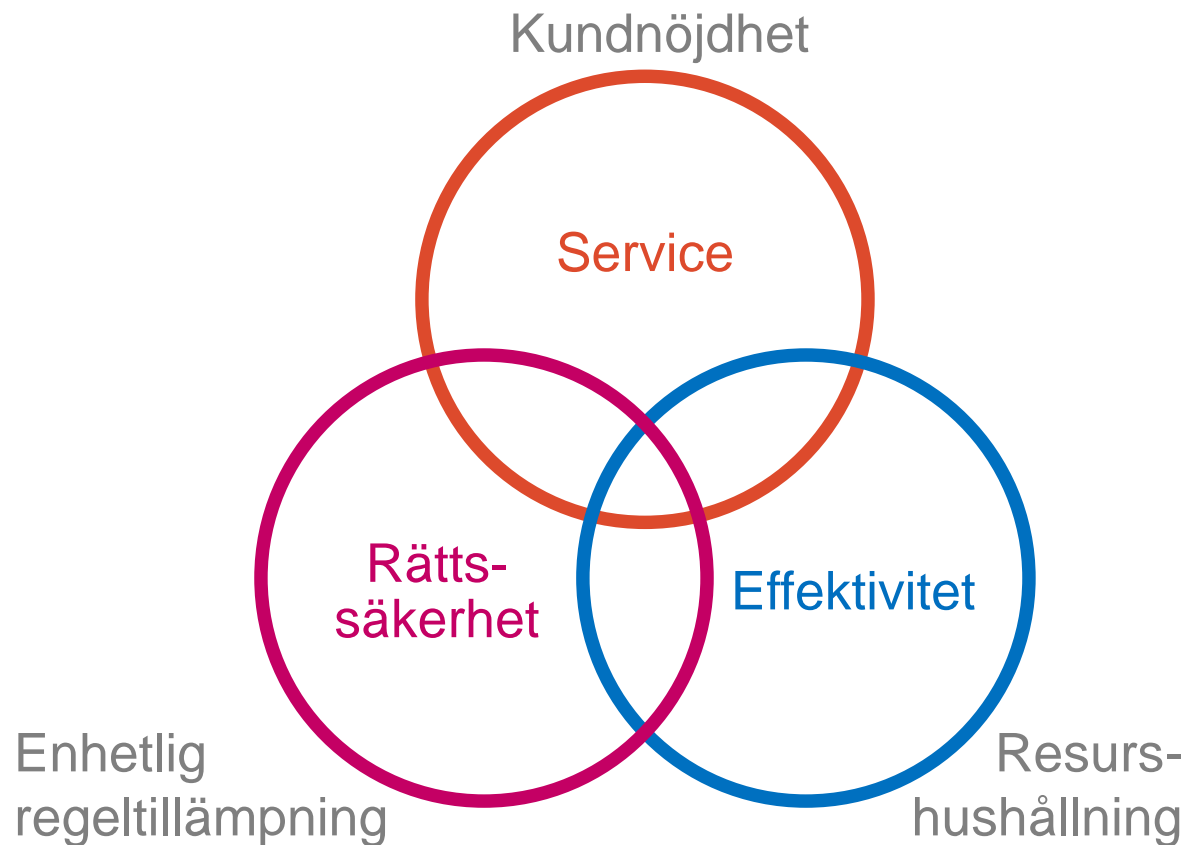 Kundnöjdhet
Service
Rätts-
säkerhet
Effektivitet
Enhetlig
regeltillämpning
Resurs-
hushållning